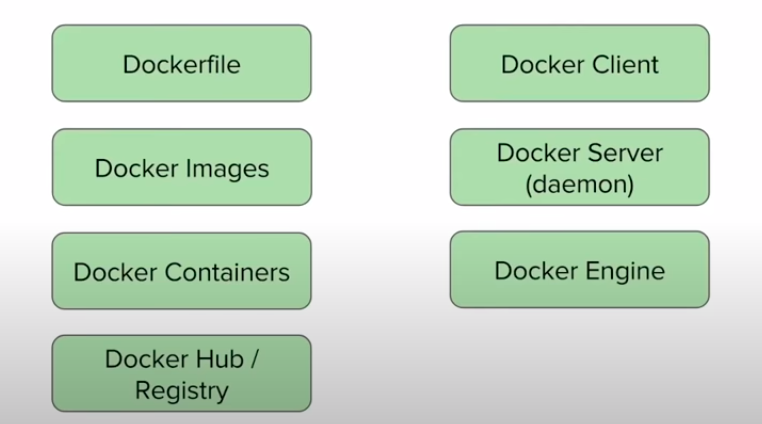 Dockerfile
Docker Images
Docker Containers
Docker Hub /
Registry
Docker Client
Docker Server
(daemon)
Docker Engine